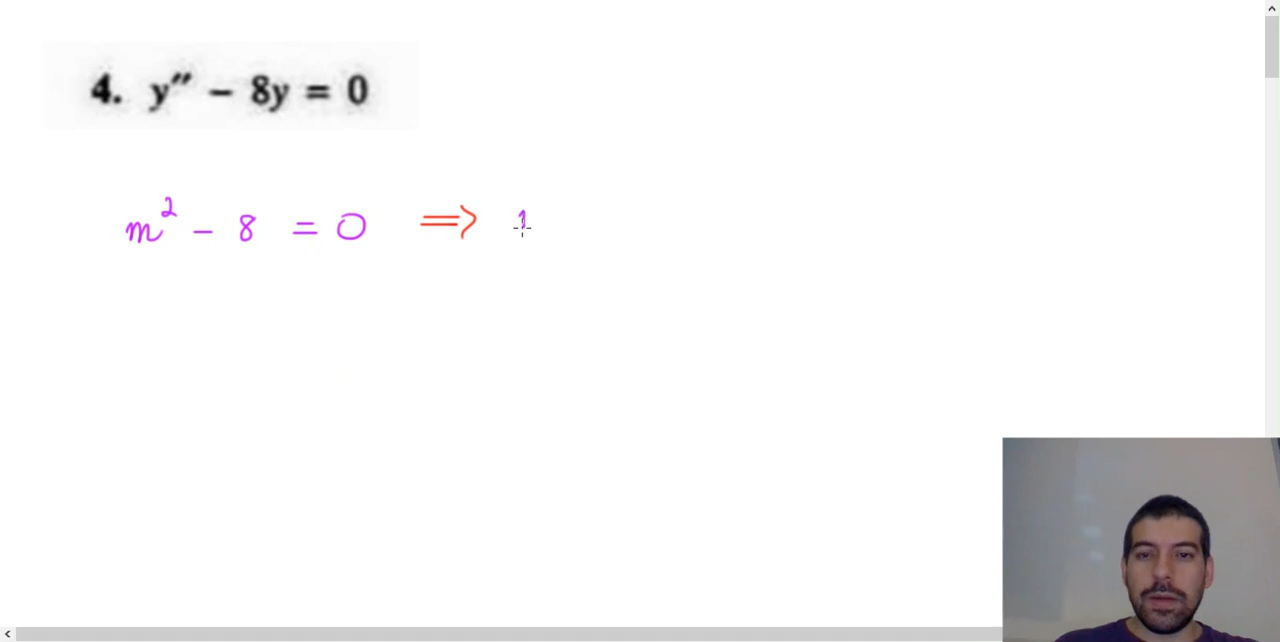 4. y″ − 8y = 0
m² − 8 = 0 ⟹